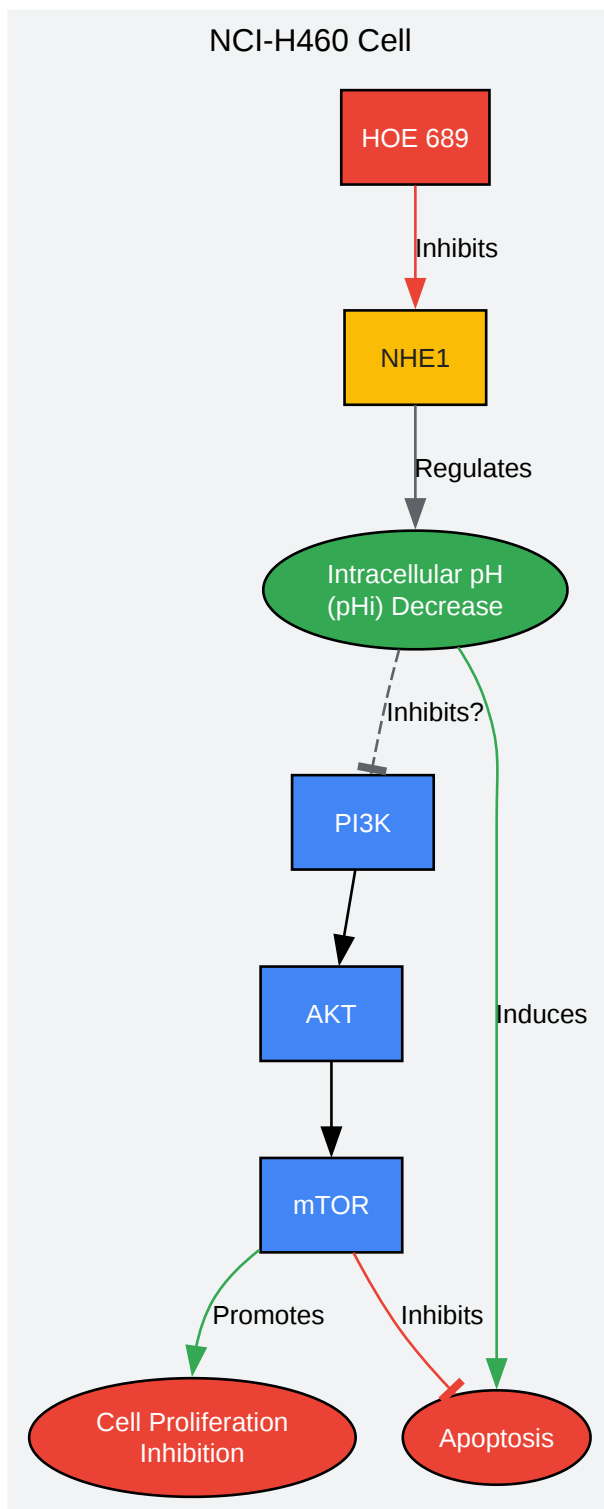 NCI-H460 Cell
HOE 689
Inhibits
NHE1
Regulates
Intracellular pH
(pHi) Decrease
Inhibits?
PI3K
AKT
Induces
mTOR
Promotes
Inhibits
Cell Proliferation
Inhibition
Apoptosis